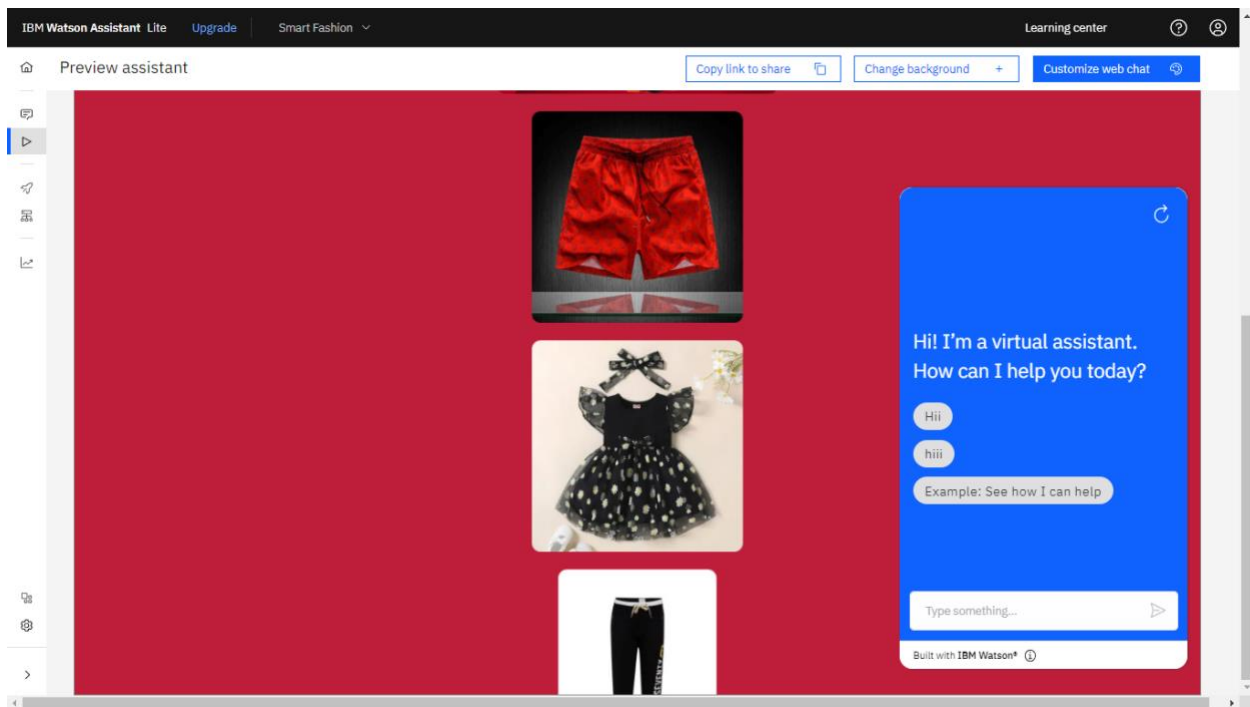 IBM Watson Assistant Lite Upgrade Smart Fashion Learning center
Preview assistant Copy link to share Change background + Customize web chat
Hi! I'm a virtual assistant.
How can I help you today?
Hii
hiii
Example: See how I can help
Type something...
Built with IBM Watson®
SEVENTY